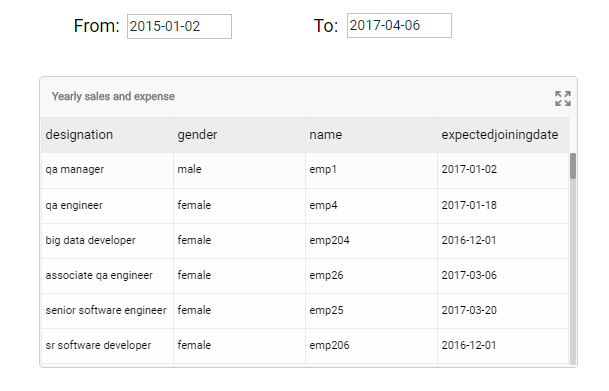 From: 2015-01-02 To: 2017-04-06
Yearly sales and expense
designation gender name expectedjoiningdate
qa manager male emp1 2017-01-02
qa engineer female emp4 2017-01-18
big data developer female emp204 2016-12-01
associate qa engineer female emp26 2017-03-06
senior software engineer female emp25 2017-03-20
sr software developer female emp206 2016-12-01